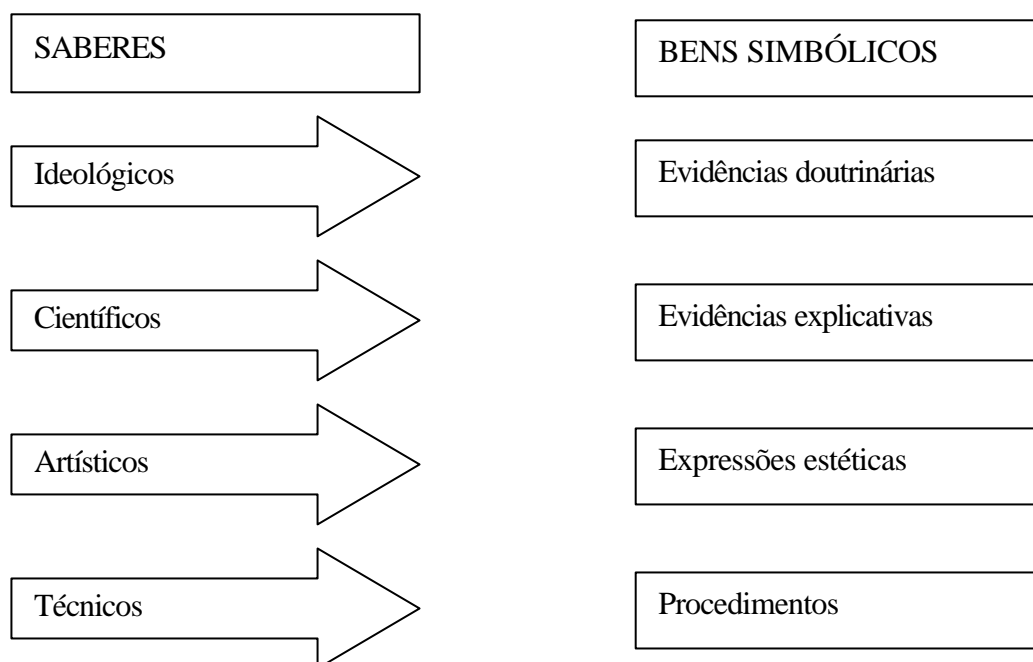 SABERES
BENS SIMBÓLICOS
Ideológicos
Evidências doutrinárias
Científicos
Evidências explicativas
Artísticos
Expressões estéticas
Técnicos
Procedimentos